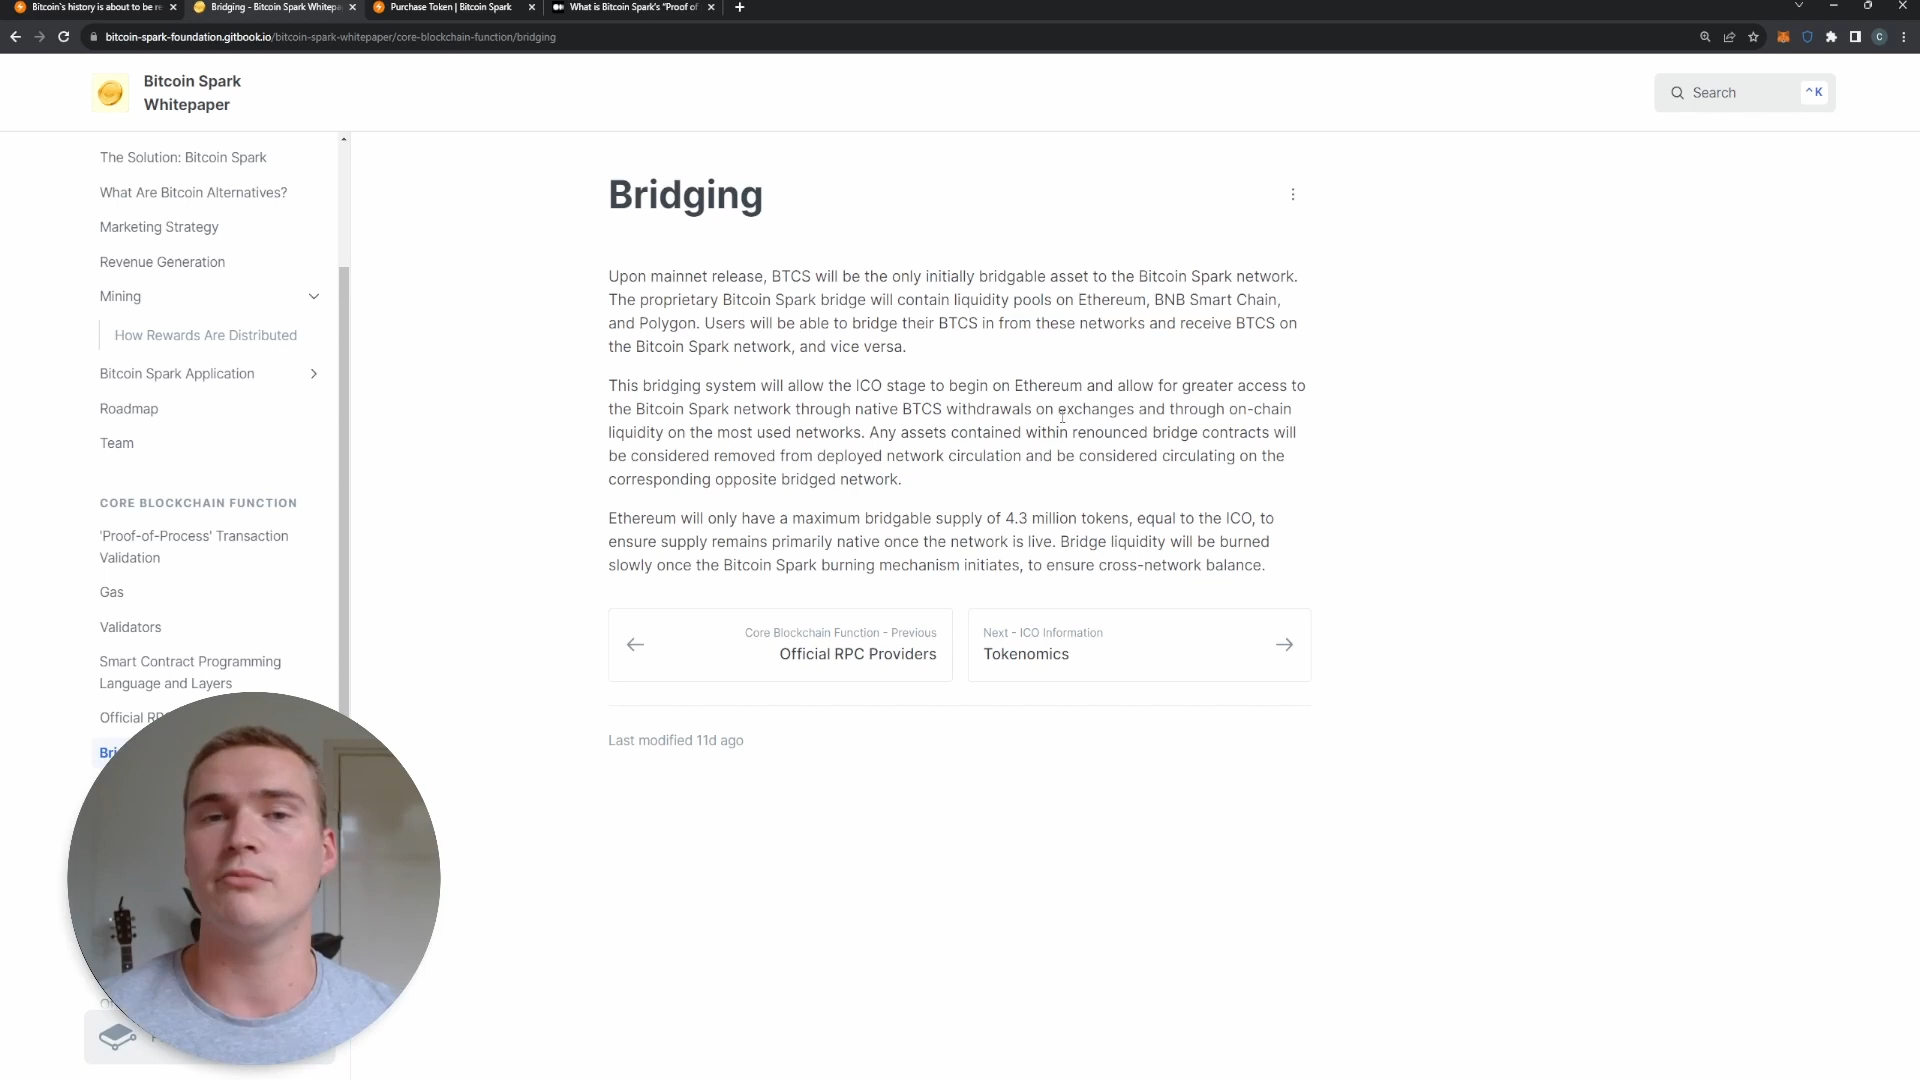 Bitcoin's history is about to be re
Bridging - Bitcoin Spark Whitepap
Purchase Token | Bitcoin Spark
What is Bitcoin Spark's "Proof of
bitcoin-spark-foundation.gitbook.io/bitcoin-spark-whitepaper/core-blockchain-function/bridging
C
Bitcoin Spark
Whitepaper
Search
^K
The Solution: Bitcoin Spark
What Are Bitcoin Alternatives?
Marketing Strategy
Revenue Generation
Mining
How Rewards Are Distributed
Bitcoin Spark Application
Roadmap
Team
CORE BLOCKCHAIN FUNCTION
'Proof-of-Process' Transaction
Validation
Gas
Validators
Smart Contract Programming
Language and Layers
Official RP
Bri
Bridging
Upon mainnet release, BTCS will be the only initially bridgable asset to the Bitcoin Spark network.
The proprietary Bitcoin Spark bridge will contain liquidity pools on Ethereum, BNB Smart Chain,
and Polygon. Users will be able to bridge their BTCS in from these networks and receive BTCS on
the Bitcoin Spark network, and vice versa.
This bridging system will allow the ICO stage to begin on Ethereum and allow for greater access to
the Bitcoin Spark network through native BTCS withdrawals on exchanges and through on-chain
liquidity on the most used networks. Any assets contained within renounced bridge contracts will
be considered removed from deployed network circulation and be considered circulating on the
corresponding opposite bridged network.
Ethereum will only have a maximum bridgable supply of 4.3 million tokens, equal to the ICO, to
ensure supply remains primarily native once the network is live. Bridge liquidity will be burned
slowly once the Bitcoin Spark burning mechanism initiates, to ensure cross-network balance.
Core Blockchain Function - Previous
Official RPC Providers
Next - ICO Information
Tokenomics
Last modified 11d ago